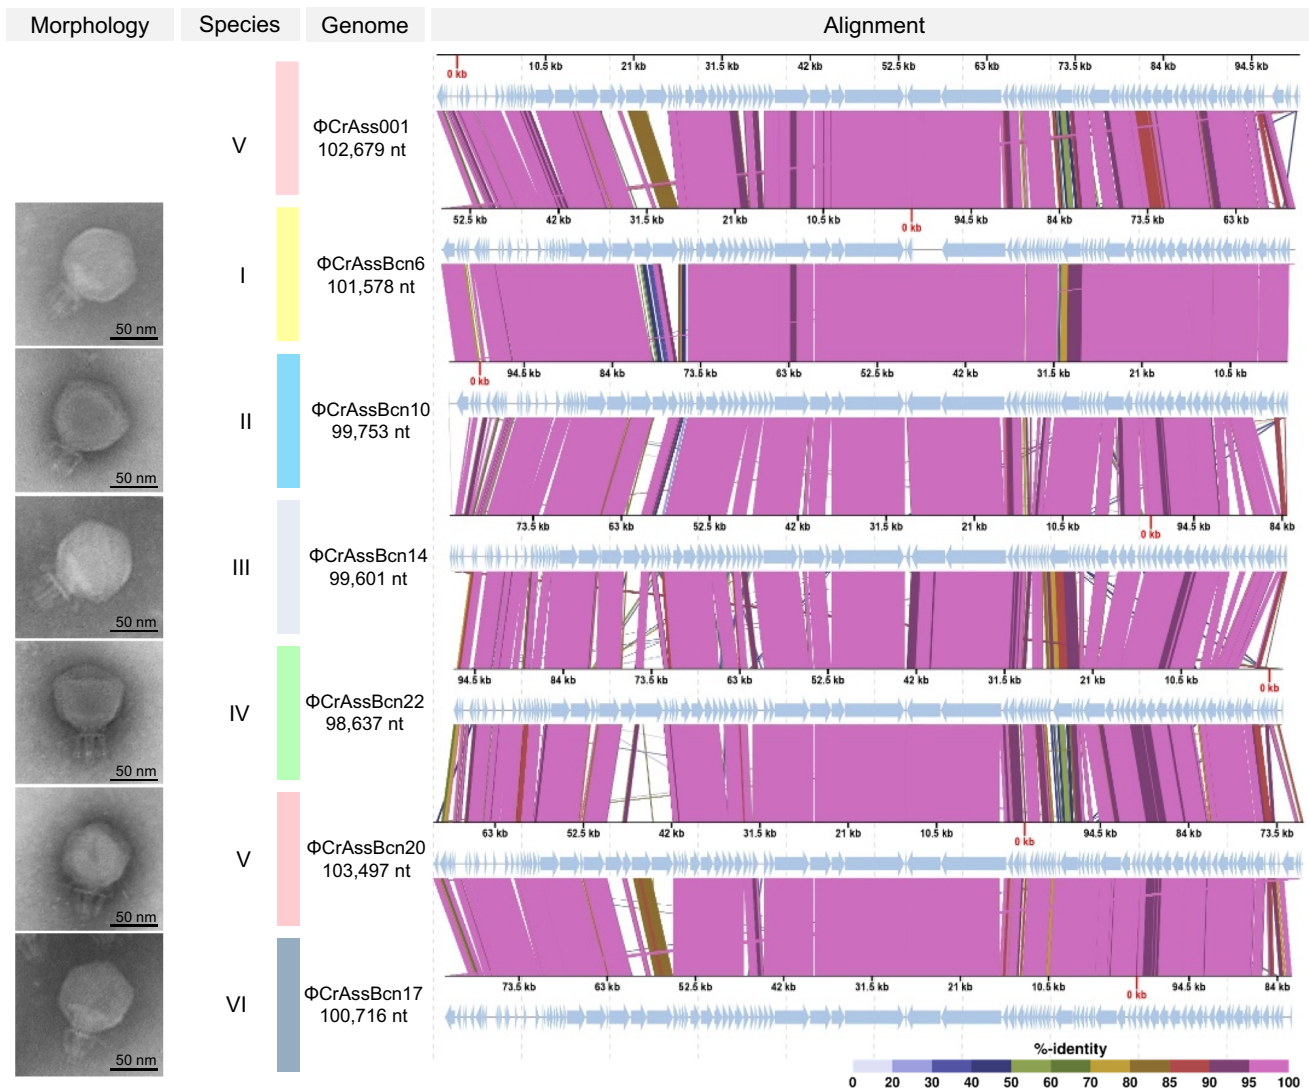 Morphology Species Genome Alignment
0 kb 10.5 kb 21 kb 31.5 kb 42 kb 52.5 kb 63 kb 73.5 kb 84 kb 94.5 kb
V
ΦCrAss001
102,679 nt
52.5 kb 42 kb 31.5 kb 21 kb 10.5 kb 0 kb 94.5 kb 84 kb 73.5 kb 63 kb
I
ΦCrAssBcn6
101,578 nt
50 nm
0 kb 94.5 kb 84 kb 73.5 kb 63 kb 52.5 kb 42 kb 31.5 kb 21 kb 10.5 kb
II
ΦCrAssBcn10
99,753 nt
50 nm
73.5 kb 63 kb 52.5 kb 42 kb 31.5 kb 21 kb 10.5 kb 0 kb 94.5 kb 84 kb
III
ΦCrAssBcn14
99,601 nt
50 nm
94.5 kb 84 kb 73.5 kb 63 kb 52.5 kb 42 kb 31.5 kb 21 kb 10.5 kb 0 kb
IV
ΦCrAssBcn22
98,637 nt
50 nm
63 kb 52.5 kb 42 kb 31.5 kb 21 kb 10.5 kb 0 kb 94.5 kb 84 kb 73.5 kb
V
ΦCrAssBcn20
103,497 nt
50 nm
73.5 kb 63 kb 52.5 kb 42 kb 31.5 kb 21 kb 10.5 kb 0 kb 94.5 kb 84 kb
VI
ΦCrAssBcn17
100,716 nt
50 nm
%-identity
0 20 30 40 50 60 70 80 85 90 95 100